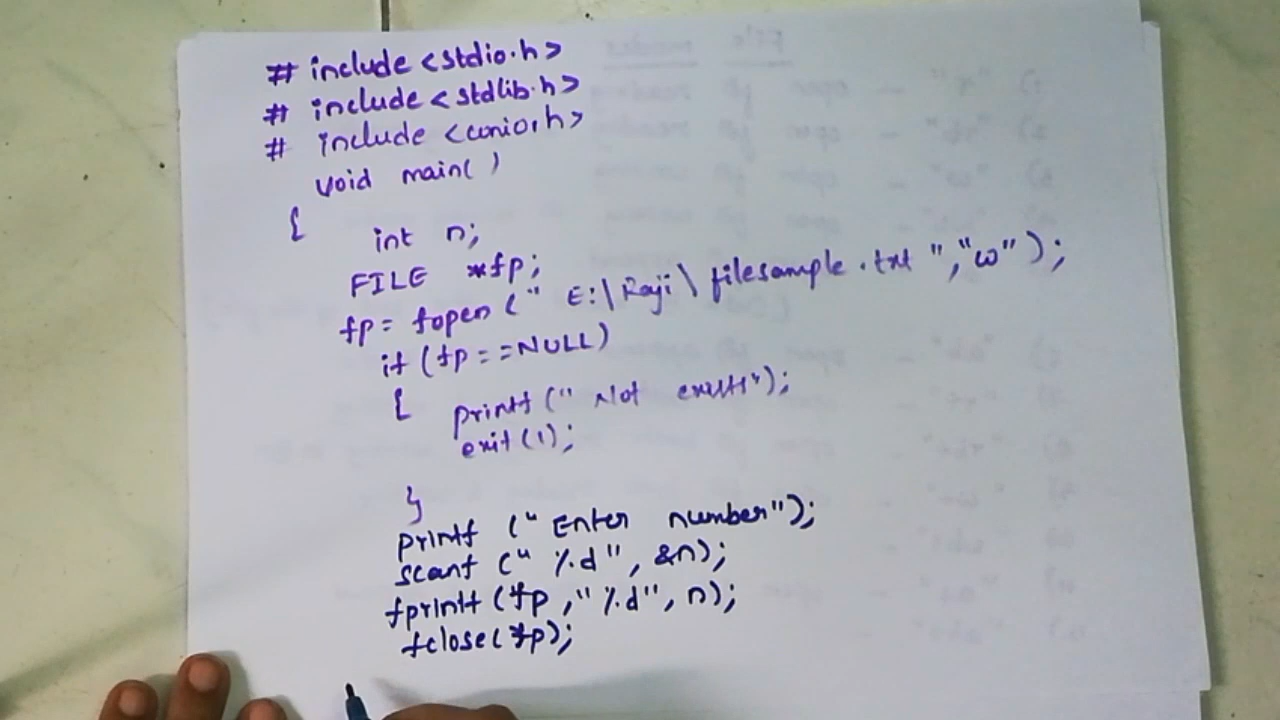 # include <stdio.h>
# include <stdlib.h>
# include <conio.h>
void main( )
{
int n;
FILE *fp;
fp= fopen (" E:\Raji\filesample.txt ","w");
if (fp==NULL)
{ printf (" Not exists");
exit (1);
}
printf (" Enter number");
scanf (" %d", &n);
fprintf (fp ," %d", n);
fclose(*fp);